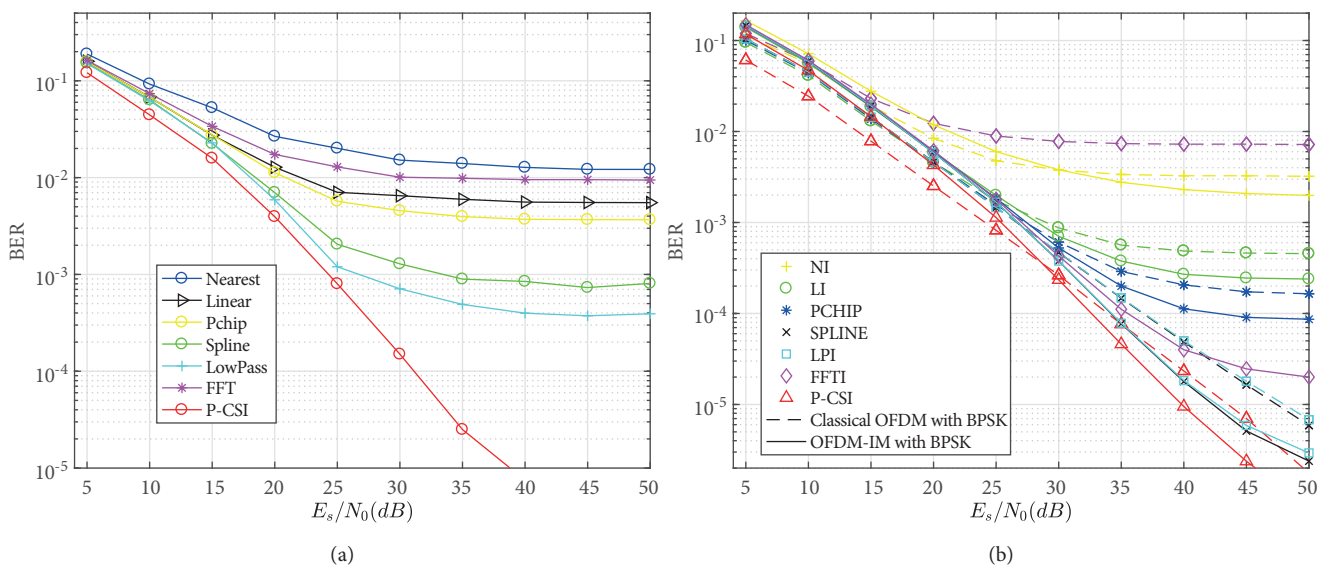 10^-1
10^-2
10^-3
10^-4
10^-5
BER
5 10 15 20 25 30 35 40 45 50
E_s/N_0(dB)
Nearest
Linear
Pchip
Spline
LowPass
FFT
P-CSI
(a)
10^-1
10^-2
10^-3
10^-4
10^-5
BER
5 10 15 20 25 30 35 40 45 50
E_s/N_0(dB)
NI
LI
PCHIP
SPLINE
LPI
FFTI
P-CSI
Classical OFDM with BPSK
OFDM-IM with BPSK
(b)